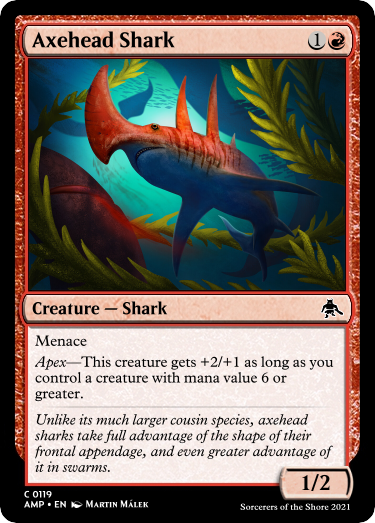 Axehead Shark 1
Creature — Shark
Menace
Apex—This creature gets +2/+1 as long as you
control a creature with mana value 6 or
greater.
Unlike its much larger cousin species, axehead
sharks take full advantage of the shape of their
frontal appendage, and even greater advantage of
it in swarms.
1/2
C 0119
AMP • EN Martin Málek
Sorcerers of the Shore 2021